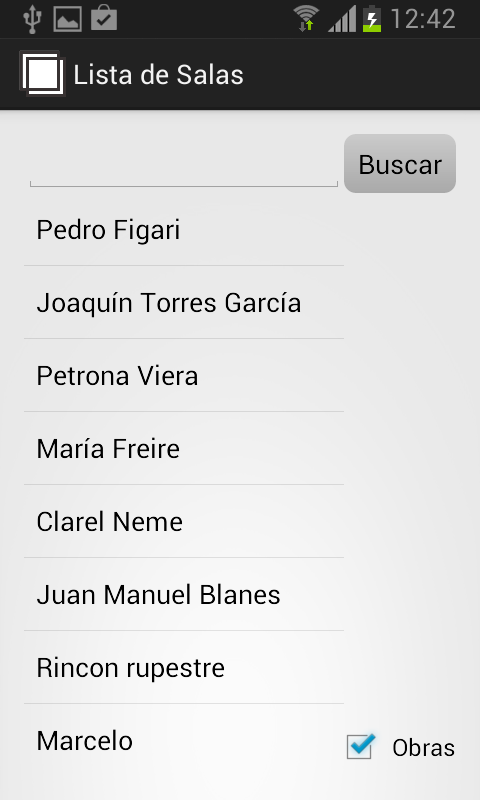 12:42
Lista de Salas
Buscar
Pedro Figari
Joaquín Torres García
Petrona Viera
María Freire
Clarel Neme
Juan Manuel Blanes
Rincon rupestre
Marcelo
Obras